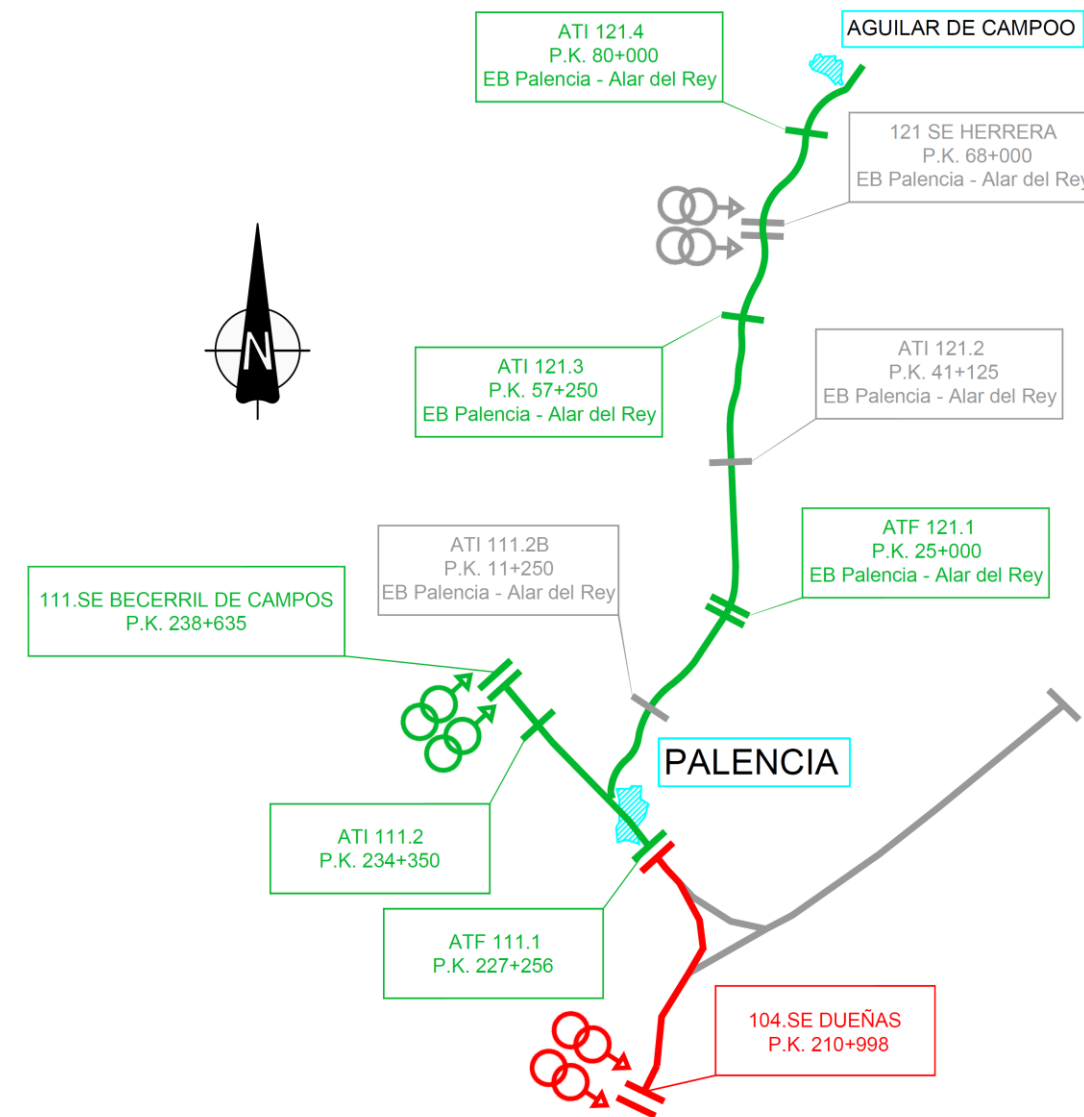 AGUILAR DE CAMPOO
ATI 121.4
P.K. 80+000
EB Palencia - Alar del Rey
121 SE HERRERA
P.K. 68+000
EB Palencia - Alar del Rey
N
ATI 121.3
P.K. 57+250
EB Palencia - Alar del Rey
ATI 121.2
P.K. 41+125
EB Palencia - Alar del Rey
ATF 121.1
P.K. 25+000
EB Palencia - Alar del Rey
ATI 111.2B
P.K. 11+250
EB Palencia - Alar del Rey
111.SE BECERRIL DE CAMPOS
P.K. 238+635
PALENCIA
ATI 111.2
P.K. 234+350
ATF 111.1
P.K. 227+256
104.SE DUEÑAS
P.K. 210+998